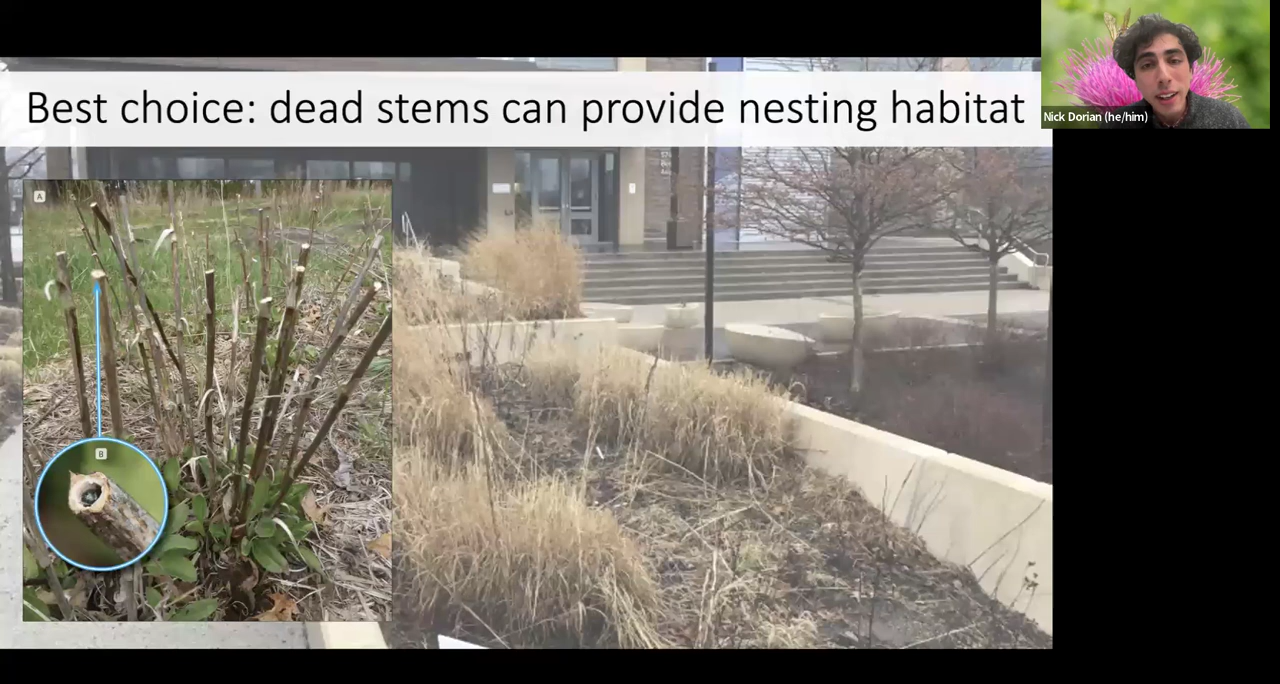 Best choice: dead stems can provide nesting habitat
Nick Dorian (he/him)
A
B